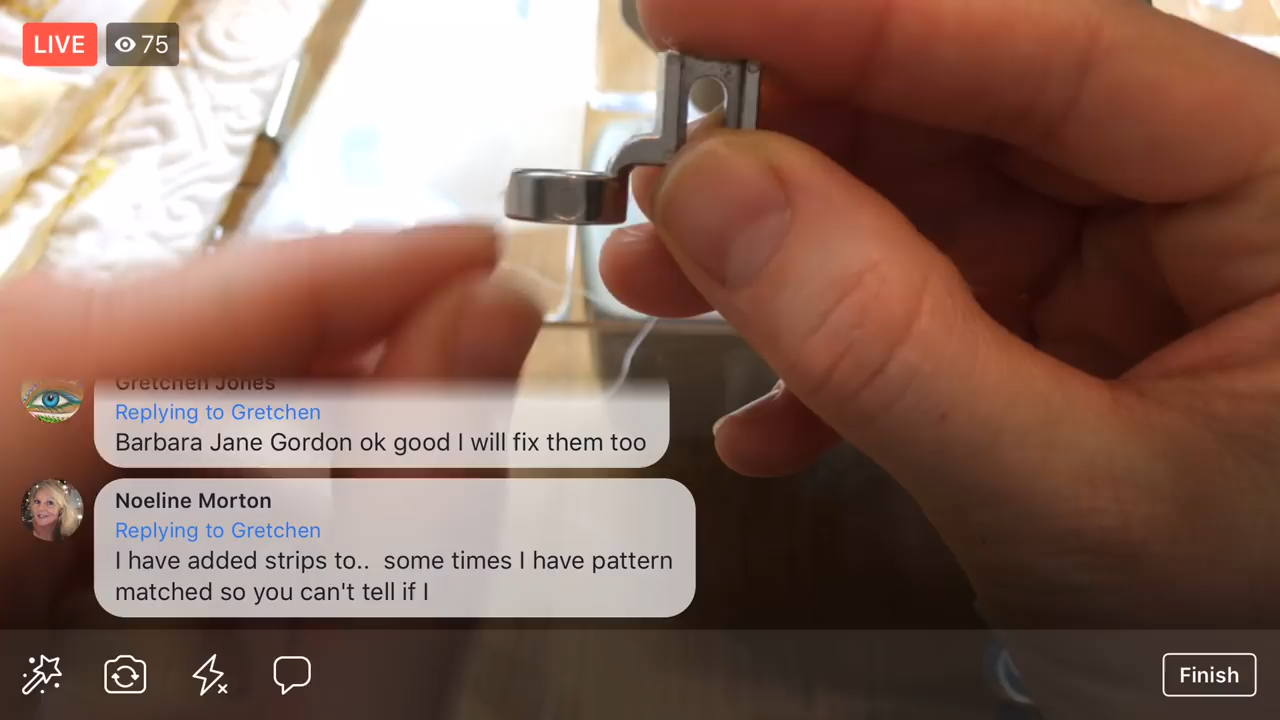 LIVE
75
Gretchen Jones
Replying to Gretchen
Barbara Jane Gordon ok good I will fix them too
Noeline Morton
Replying to Gretchen
I have added strips to.. some times I have pattern
matched so you can't tell if I
Finish